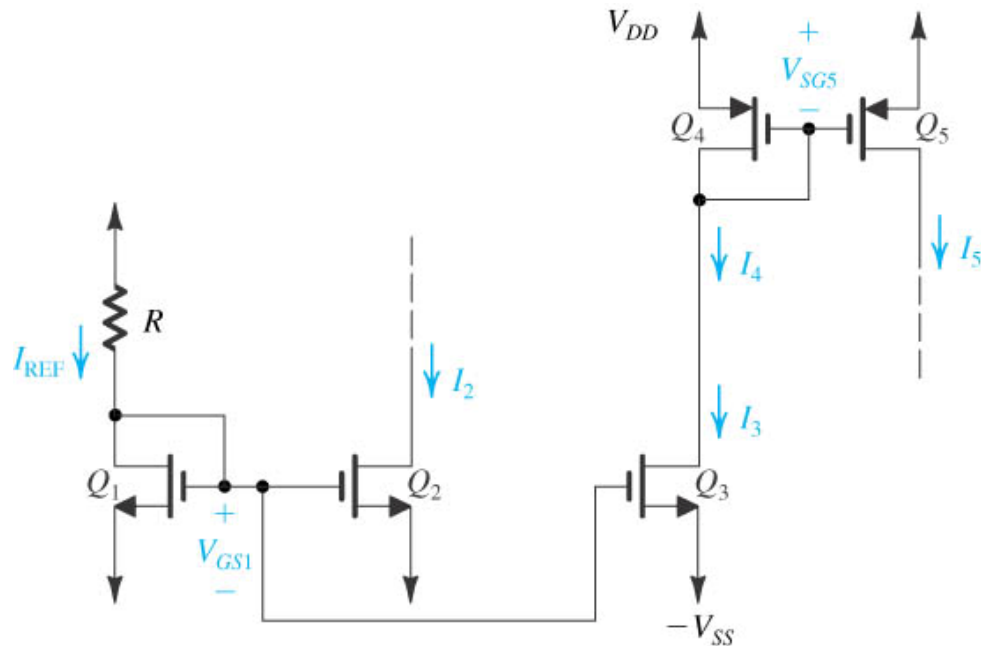 V_DD
+
V_SG5
−
Q_4
Q_5
I_4
I_5
R
I_REF
I_2
I_3
Q_1
Q_2
Q_3
+
V_GS1
−
−V_SS